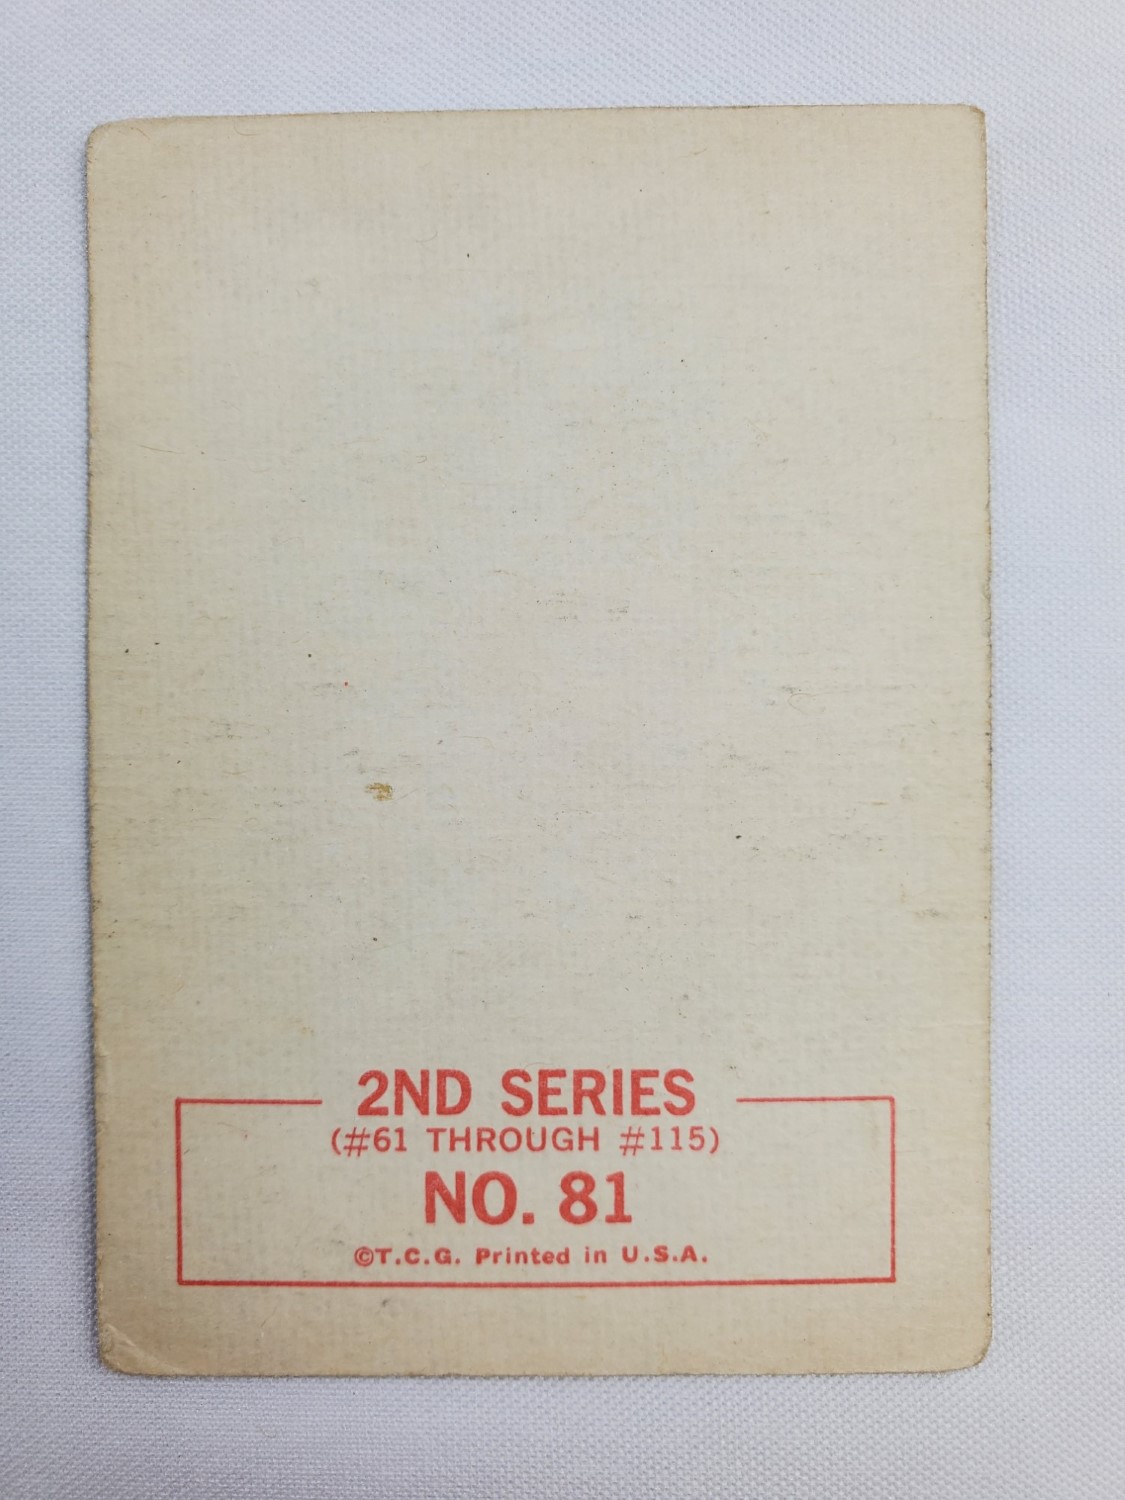 2ND SERIES
(#61 THROUGH #115)
NO. 81
©T.C.G. Printed in U.S.A.